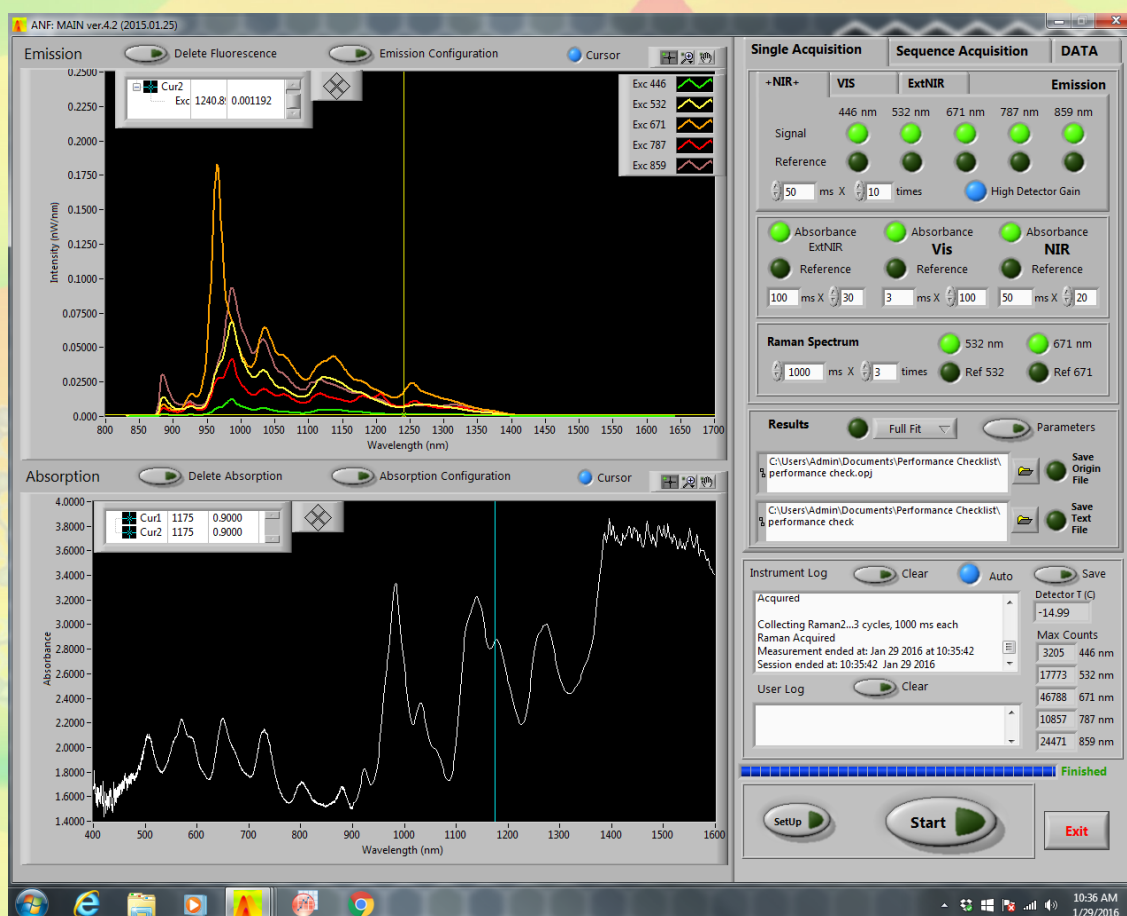 ANF: MAIN ver.4.2 (2015.01.25)
Emission
Delete Fluorescence
Emission Configuration
Cursor
Cur2
Exc 1240.8 0.001192
Exc 446
Exc 532
Exc 671
Exc 787
Exc 859
Intensity (nW/nm)
0.2500
0.2250
0.2000
0.1750
0.1500
0.1250
0.1000
0.07500
0.05000
0.02500
0.000
800 850 900 950 1000 1050 1100 1150 1200 1250 1300 1350 1400 1450 1500 1550 1600 1650 1700
Wavelength (nm)
Absorption
Delete Absorption
Absorption Configuration
Cursor
Cur1 1175 0.9000
Cur2 1175 0.9000
Absorbance
4.0000
3.8000
3.6000
3.4000
3.2000
3.0000
2.8000
2.6000
2.4000
2.2000
2.0000
1.8000
1.6000
1.4000
400 500 600 700 800 900 1000 1100 1200 1300 1400 1500 1600
Wavelength (nm)
Single Acquisition
Sequence Acquisition
DATA
+NIR+
VIS
ExtNIR
Emission
446 nm 532 nm 671 nm 787 nm 859 nm
Signal
Reference
50 ms X 10 times
High Detector Gain
Absorbance
ExtNIR
Reference
100 ms X 30
Absorbance
Vis
Reference
3 ms X 100
Absorbance
NIR
Reference
50 ms X 20
Raman Spectrum
532 nm
671 nm
1000 ms X 3 times
Ref 532
Ref 671
Results
Full Fit
Parameters
C:\Users\Admin\Documents\Performance Checklist\
performance check.opj
Save
Origin
File
C:\Users\Admin\Documents\Performance Checklist\
performance check
Save
Text
File
Instrument Log
Clear
Auto
Save
Acquired
Collecting Raman2...3 cycles, 1000 ms each
Raman Acquired
Measurement ended at: Jan 29 2016 at 10:35:42
Session ended at: 10:35:42 Jan 29 2016
Detector T (C)
-14.99
Max Counts
3205 446 nm
17773 532 nm
46788 671 nm
10857 787 nm
24471 859 nm
User Log
Clear
Finished
SetUp
Start
Exit
10:36 AM
1/29/2016